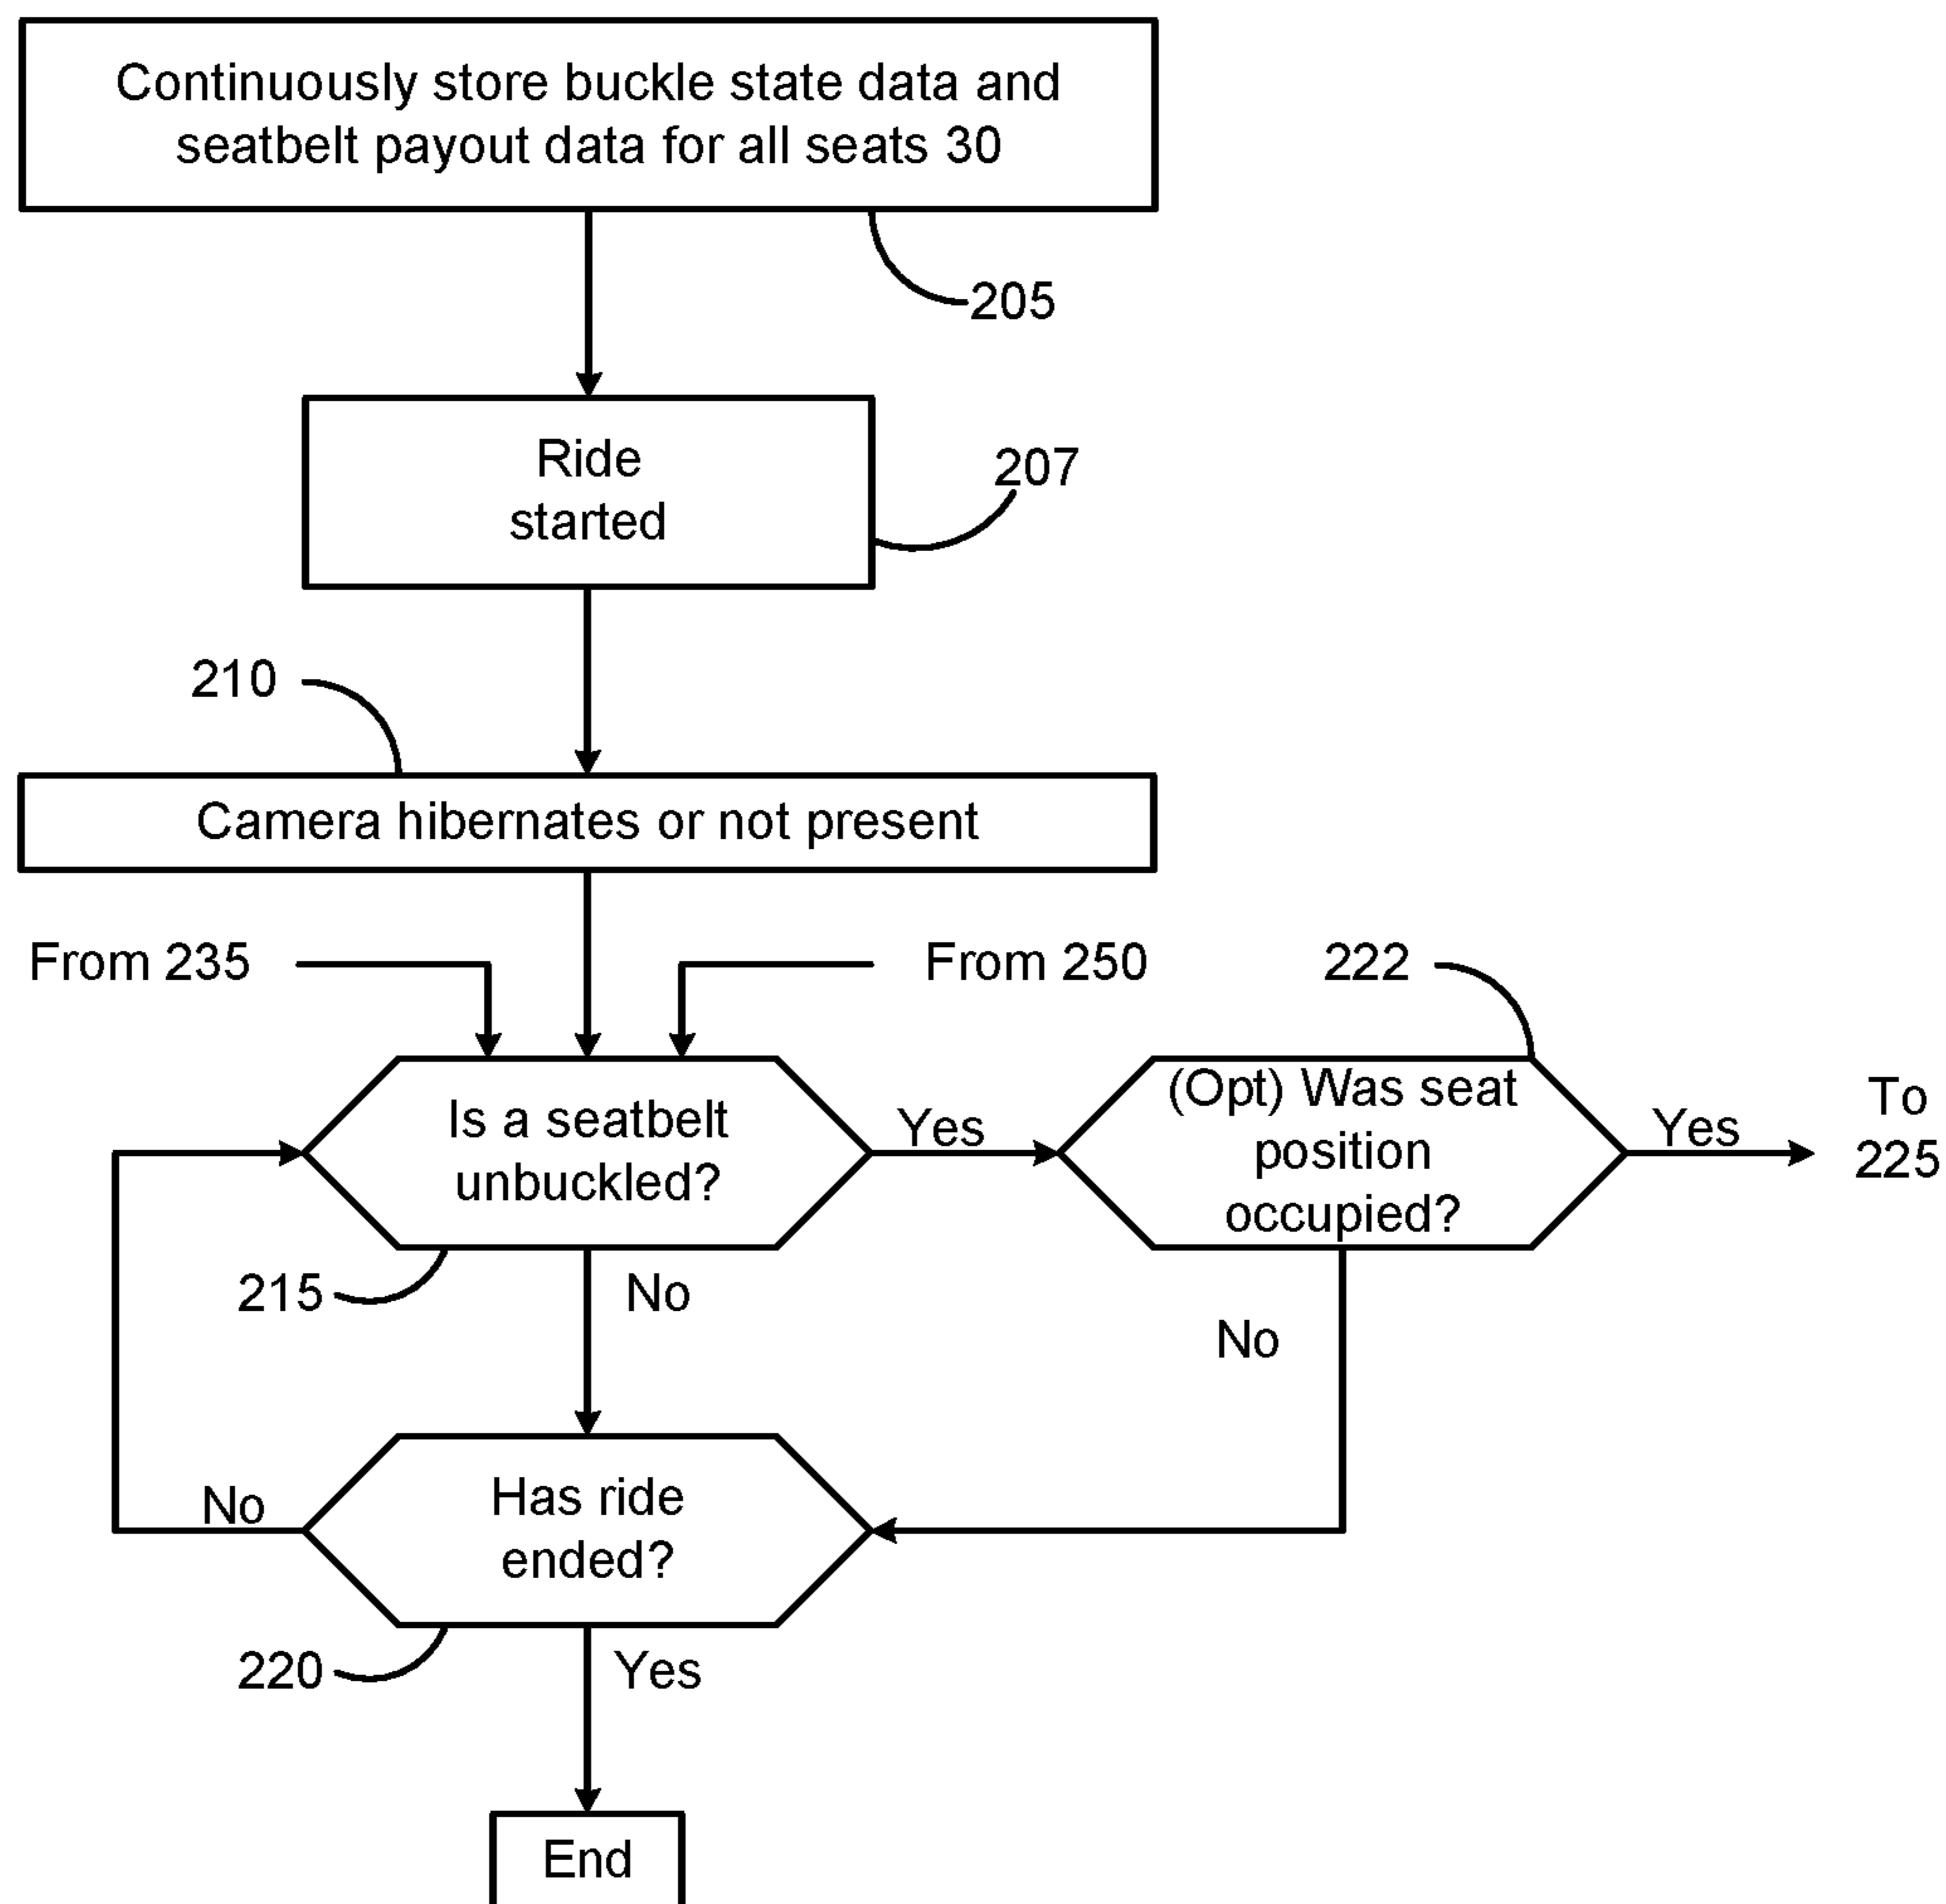 Continuously store buckle state data and
seatbelt payout data for all seats 30
205
Ride
started
207
210
Camera hibernates or not present
From 235
From 250
222
Is a seatbelt
unbuckled?
Yes
(Opt) Was seat
position
occupied?
Yes
To
225
215
No
No
Has ride
ended?
No
220
Yes
End